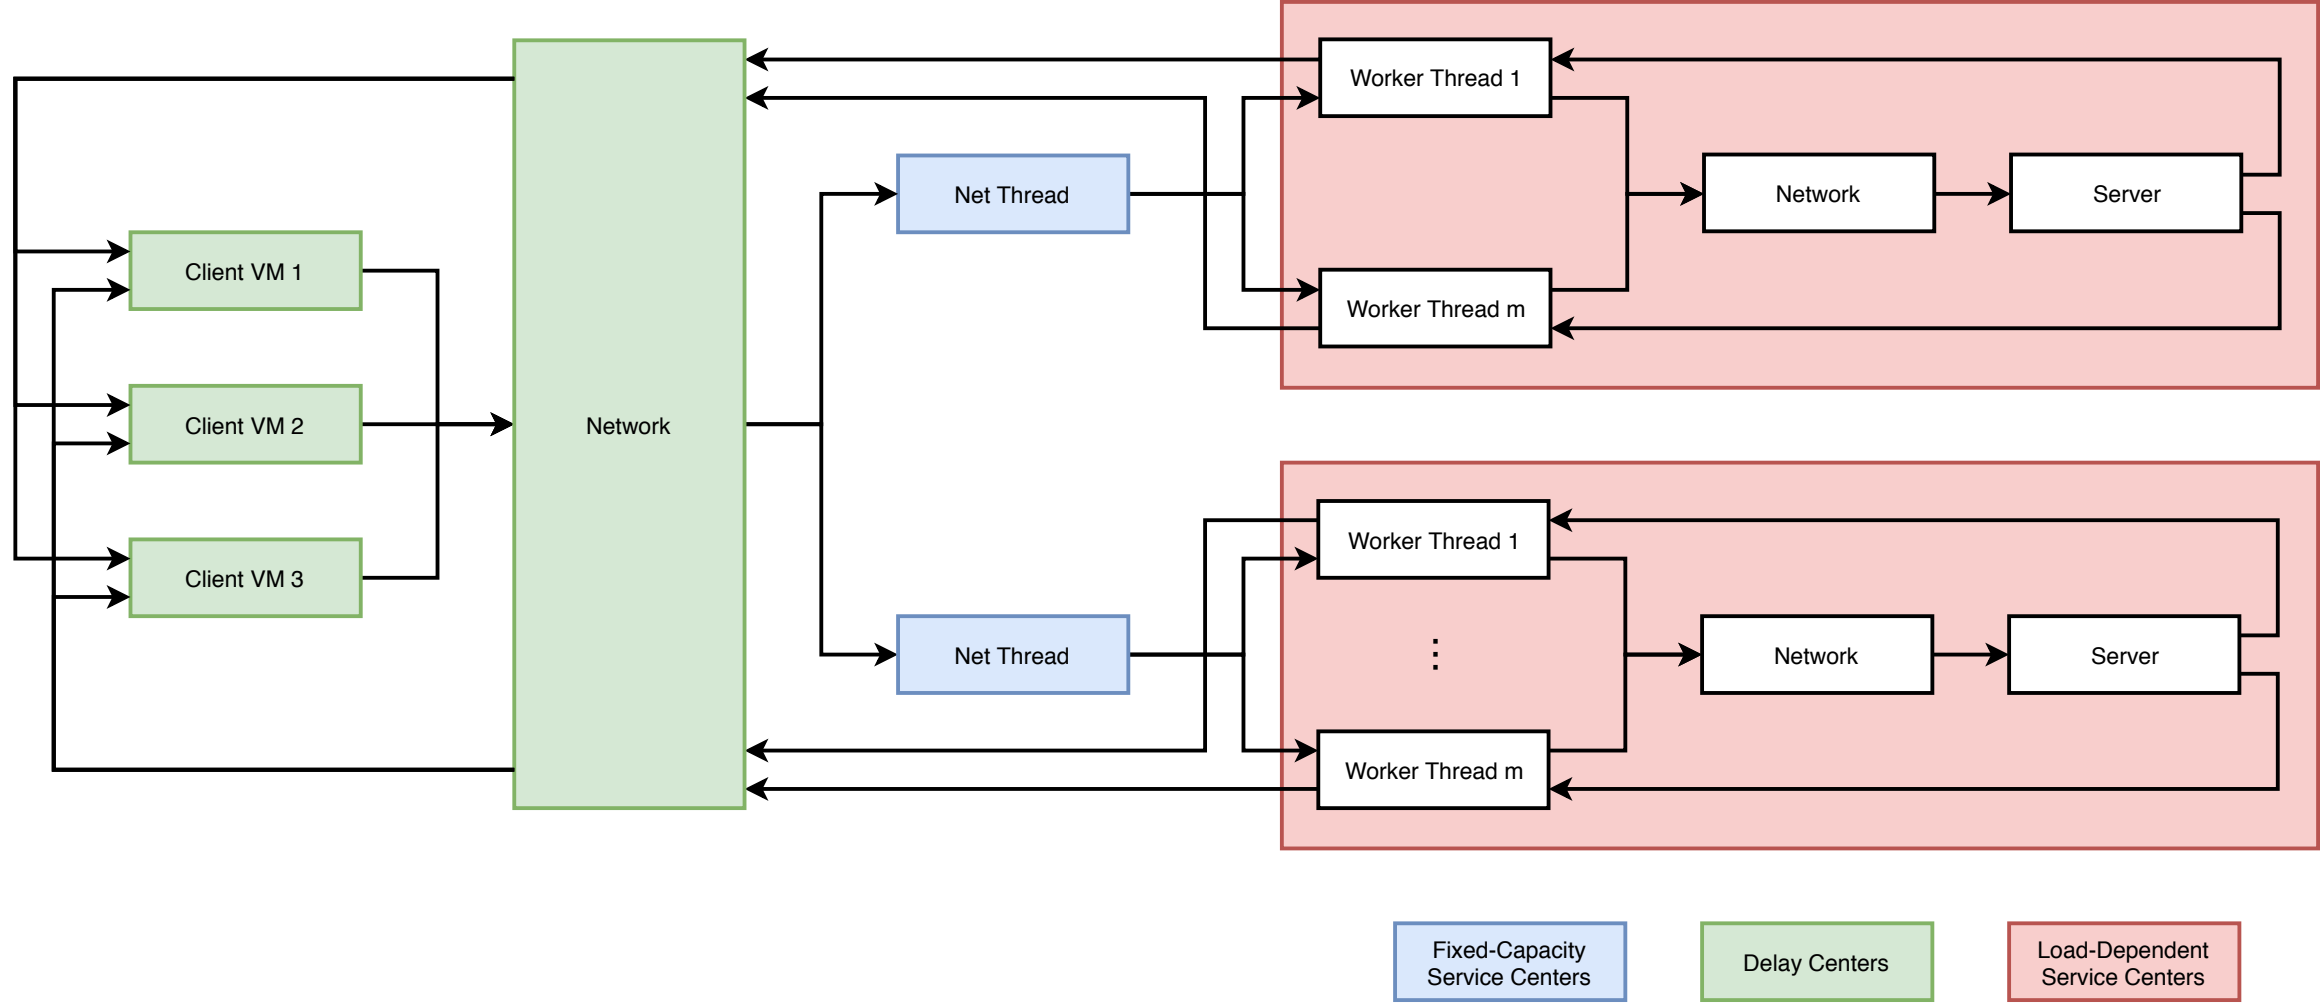 Worker Thread 1
Net Thread
Network
Server
Client VM 1
Worker Thread m
Client VM 2
Network
Worker Thread 1
Client VM 3
Net Thread
⋮
Network
Server
Worker Thread m
Fixed-Capacity
Service Centers
Delay Centers
Load-Dependent
Service Centers